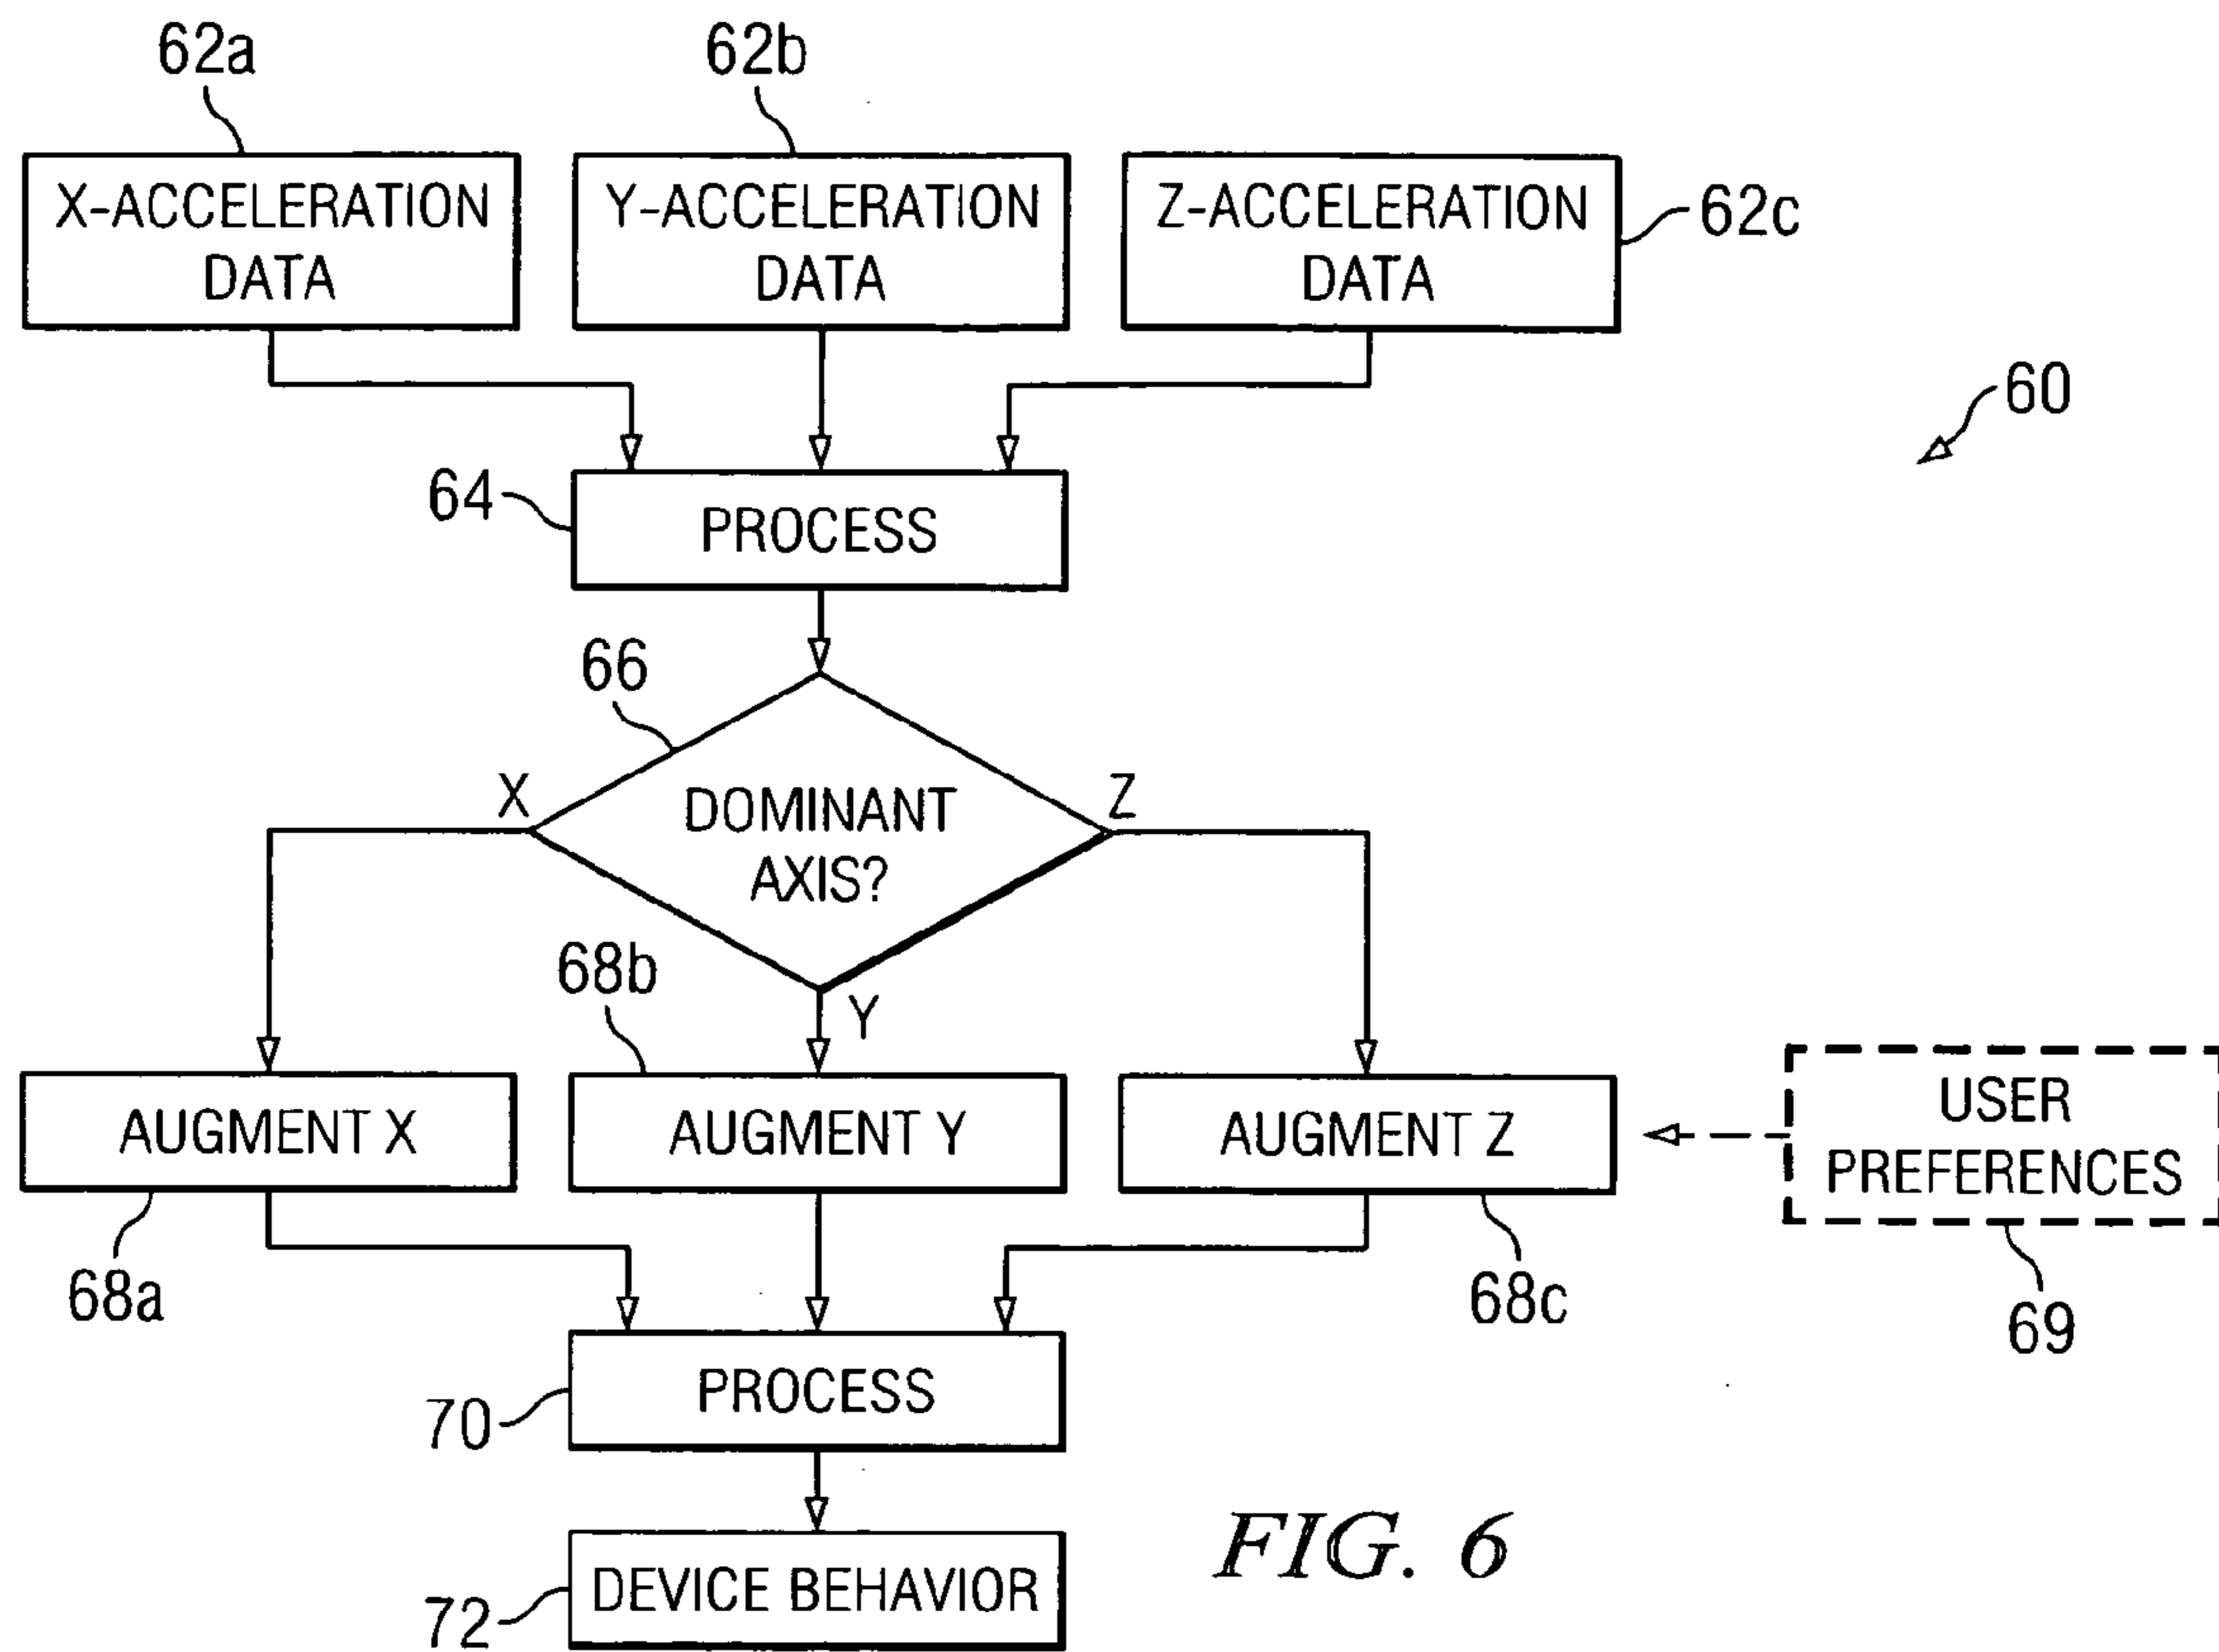 62a
62b
X-ACCELERATION
DATA
Y-ACCELERATION
DATA
Z-ACCELERATION
DATA
62c
60
64
PROCESS
66
X
DOMINANT
AXIS?
Z
68b
Y
AUGMENT X
AUGMENT Y
AUGMENT Z
USER
PREFERENCES
68a
68c
69
PROCESS
70
DEVICE BEHAVIOR
72
FIG. 6